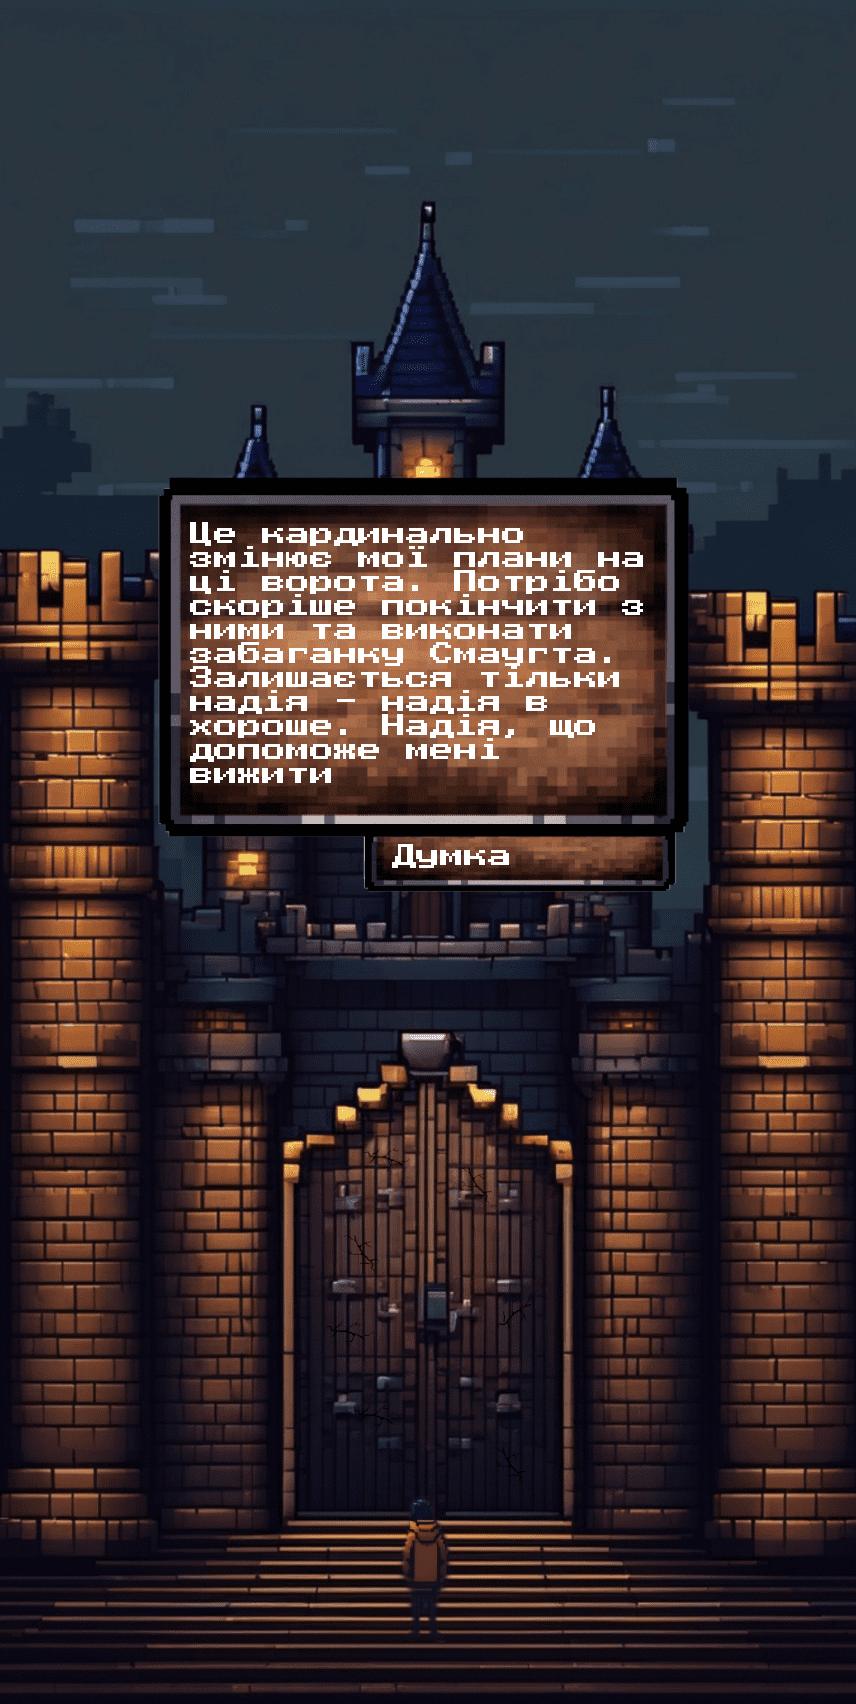 Це кардинально
змінює мої плани на
ці ворота. Потрібо
скоріше покінчити з
ними та виконати
забаганку Смаугта.
Залишається тільки
надія - надія в
хороше. Надія, що
допоможе мені
вижити
Думка